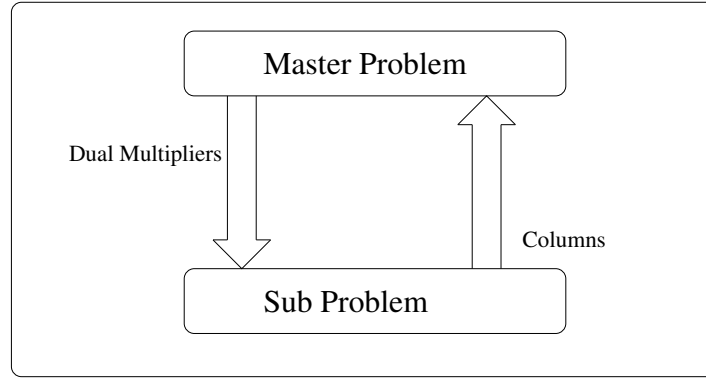 Master Problem
Dual Multipliers
Columns
Sub Problem